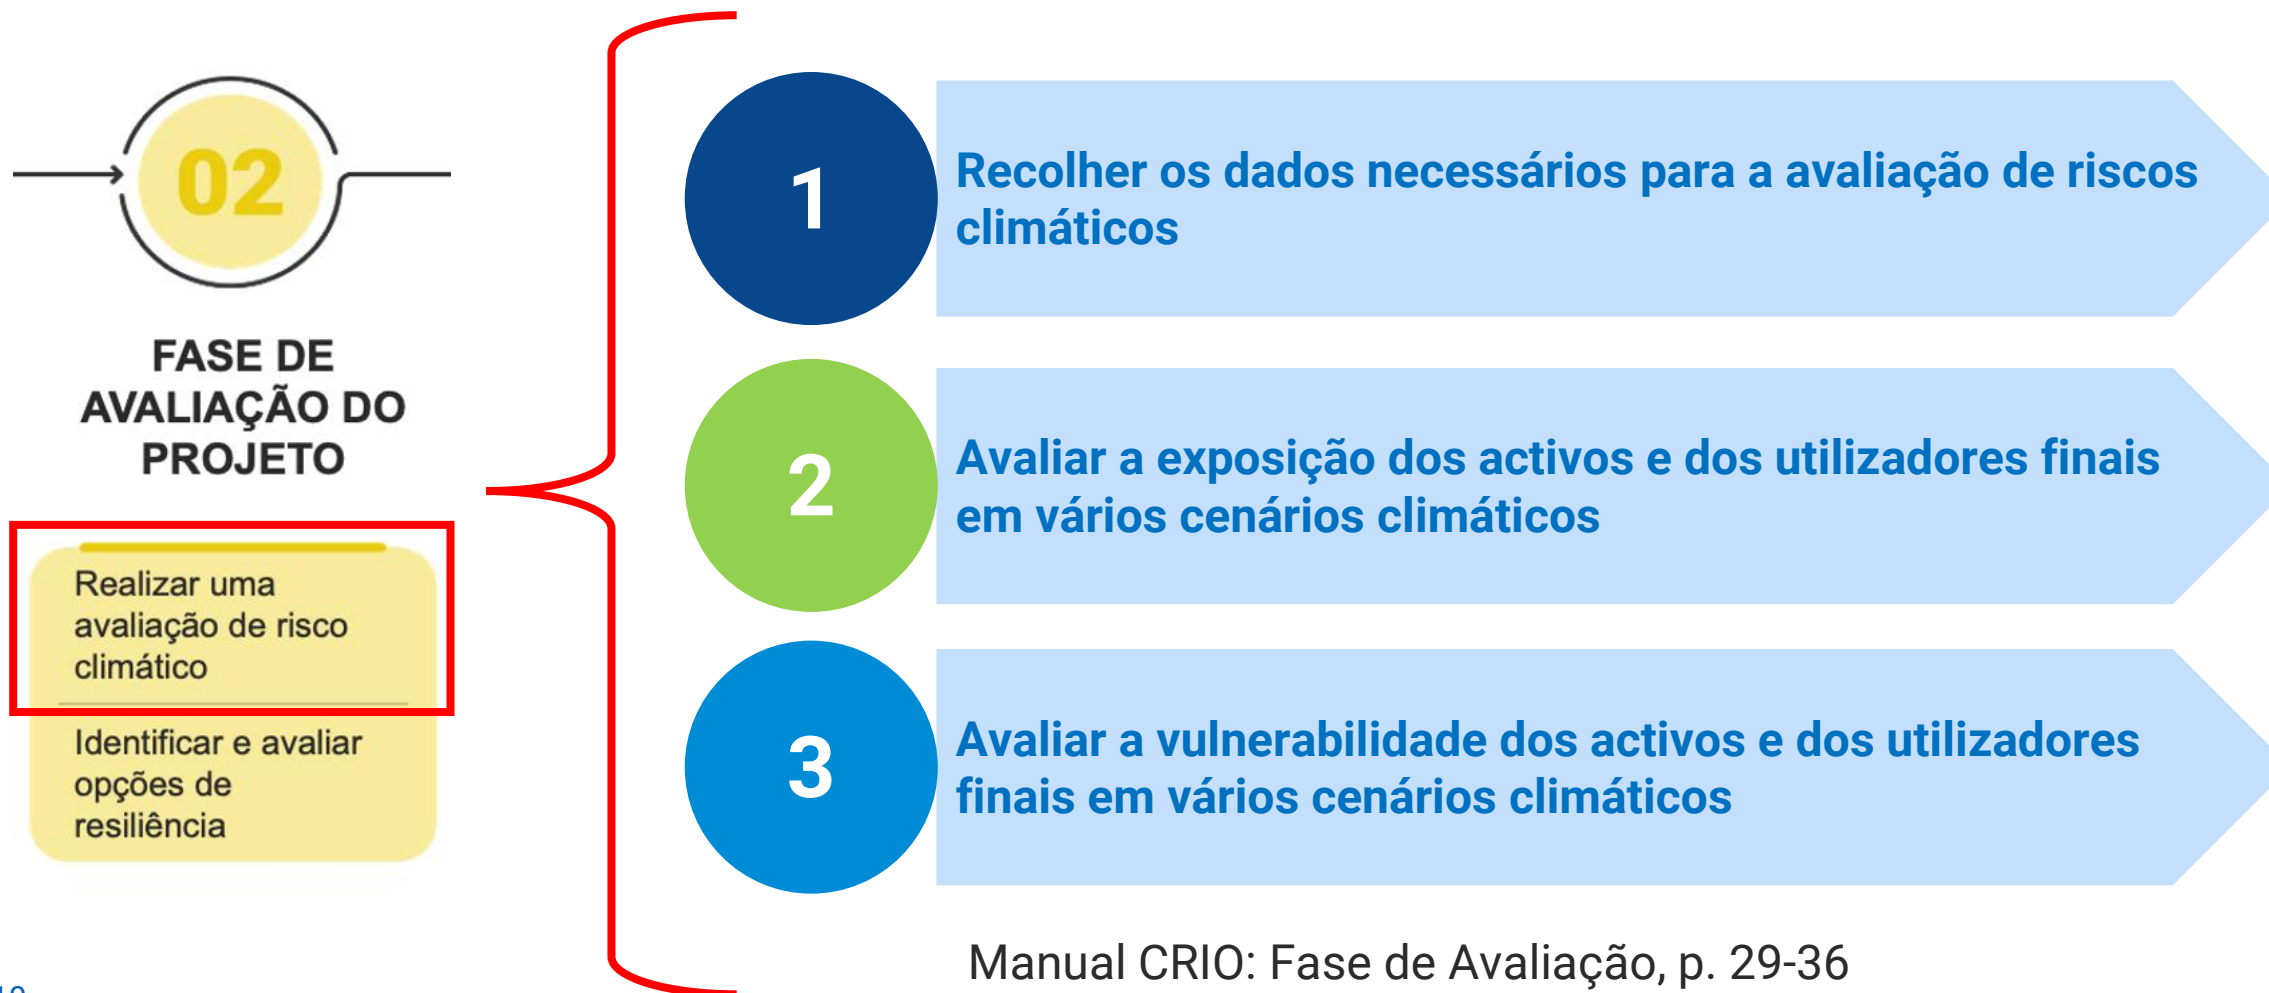 02
FASE DE
AVALIAÇÃO DO
PROJETO
Realizar uma
avaliação de risco
climático
Identificar e avaliar
opções de
resiliência
1
Recolher os dados necessários para a avaliação de riscos
climáticos
2
Avaliar a exposição dos activos e dos utilizadores finais
em vários cenários climáticos
3
Avaliar a vulnerabilidade dos activos e dos utilizadores
finais em vários cenários climáticos
Manual CRIO: Fase de Avaliação, p. 29-36